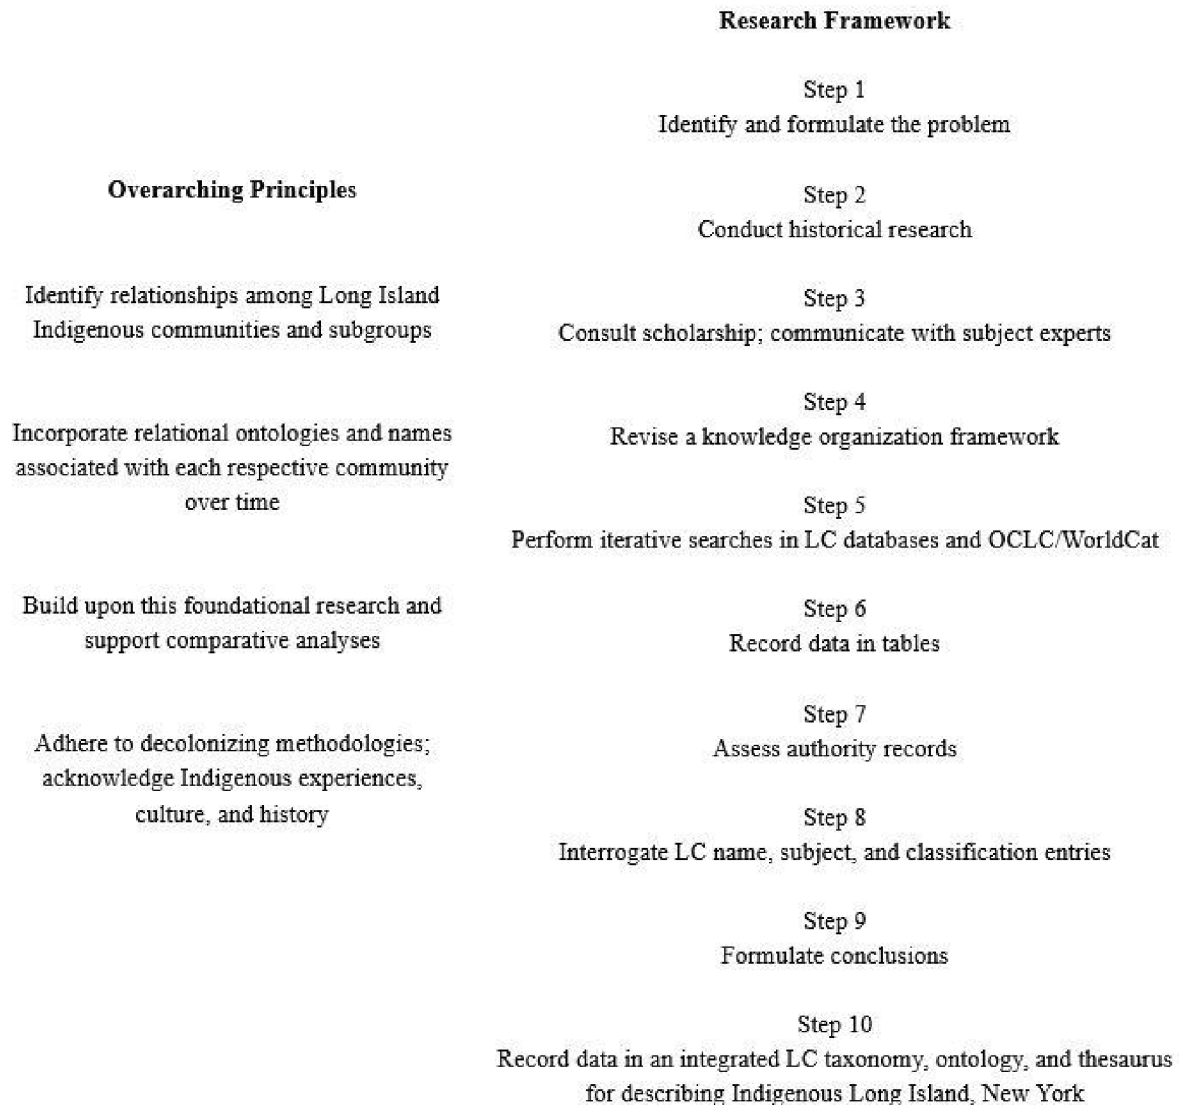 Overarching Principles
Identify relationships among Long Island
Indigenous communities and subgroups
Incorporate relational ontologies and names
associated with each respective community
over time
Build upon this foundational research and
support comparative analyses
Adhere to decolonizing methodologies;
acknowledge Indigenous experiences,
culture, and history
Research Framework
Step 1
Identify and formulate the problem
Step 2
Conduct historical research
Step 3
Consult scholarship; communicate with subject experts
Step 4
Revise a knowledge organization framework
Step 5
Perform iterative searches in LC databases and OCLC/WorldCat
Step 6
Record data in tables
Step 7
Assess authority records
Step 8
Interrogate LC name, subject, and classification entries
Step 9
Formulate conclusions
Step 10
Record data in an integrated LC taxonomy, ontology, and thesaurus
for describing Indigenous Long Island, New York